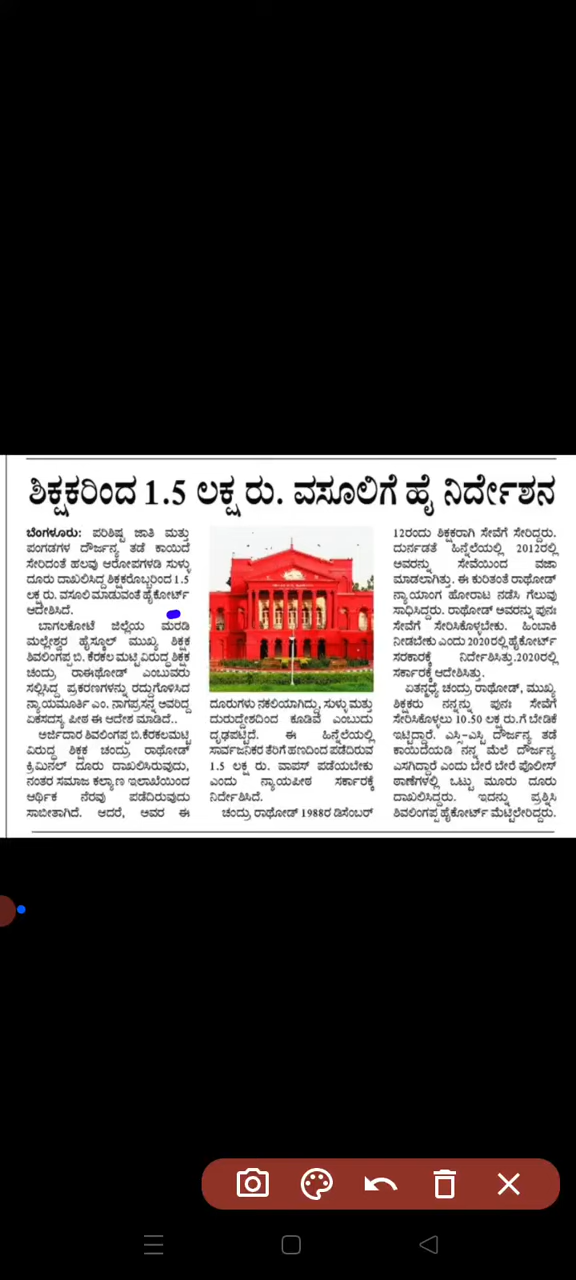 ಶಿಕ್ಷಕರಿಂದ 1.5 ಲಕ್ಷ ರು. ವಸೂಲಿಗೆ ಹೈ ನಿರ್ದೇಶನ
ಬೆಂಗಳೂರು: ಪರಿಶಿಷ್ಟ ಜಾತಿ ಮತ್ತು
ಪಂಗಡಗಳ ದೌರ್ಜನ್ಯ ತಡೆ ಕಾಯಿದೆ
ಸೇರಿದಂತೆ ಹಲವು ಆರೋಪಗಳಡಿ ಸುಳ್ಳು
ದೂರು ದಾಖಲಿಸಿದ್ದ ಶಿಕ್ಷಕರೊಬ್ಬರಿಂದ 1.5
ಲಕ್ಷ ರು. ವಸೂಲಿ ಮಾಡುವಂತೆ ಹೈಕೋರ್ಟ್
ಆದೇಶಿಸಿದೆ.
ಬಾಗಲಕೋಟೆ ಜಿಲ್ಲೆಯ ಮರಡಿ
ಮಲ್ಲೇಶ್ವರ ಹೈಸ್ಕೂಲ್ ಮುಖ್ಯ ಶಿಕ್ಷಕ
ಶಿವಲಿಂಗಪ್ಪ ಬಿ. ಕೆರಕಲಮಟ್ಟಿ ವಿರುದ್ಧ ಶಿಕ್ಷಕ
ಚಂದ್ರು ರಾಠೋಡ್ ಎಂಬುವರು
ಸಲ್ಲಿಸಿದ್ದ ಪ್ರಕರಣಗಳನ್ನು ರದ್ದುಗೊಳಿಸಿದ
ನ್ಯಾಯಮೂರ್ತಿ ಎಂ. ನಾಗಪ್ರಸನ್ನ ಅವರಿದ್ದ
ಏಕಸದಸ್ಯ ಪೀಠ ಈ ಆದೇಶ ಮಾಡಿದೆ..
ಅರ್ಜಿದಾರ ಶಿವಲಿಂಗಪ್ಪ ಬಿ.ಕೆರಕಲಮಟ್ಟಿ
ವಿರುದ್ಧ ಶಿಕ್ಷಕ ಚಂದ್ರು ರಾಥೋಡ್
ಕ್ರಿಮಿನಲ್ ದೂರು ದಾಖಲಿಸಿರುವುದು,
ನಂತರ ಸಮಾಜ ಕಲ್ಯಾಣ ಇಲಾಖೆಯಿಂದ
ಆರ್ಥಿಕ ನೆರವು ಪಡೆದಿರುವುದು
ಸಾಬೀತಾಗಿದೆ. ಆದರೆ, ಅವರ ಈ
ದೂರುಗಳು ನಕಲಿಯಾಗಿದ್ದು, ಸುಳ್ಳು ಮತ್ತು
ದುರುದ್ದೇಶದಿಂದ ಕೂಡಿವೆ ಎಂಬುದು
ದೃಢಪಟ್ಟಿದೆ. ಈ ಹಿನ್ನೆಲೆಯಲ್ಲಿ
ಸಾರ್ವಜನಿಕರ ತೆರಿಗೆ ಹಣದಿಂದ ಪಡೆದಿರುವ
1.5 ಲಕ್ಷ ರು. ವಾಪಸ್ ಪಡೆಯಬೇಕು
ಎಂದು ನ್ಯಾಯಪೀಠ ಸರ್ಕಾರಕ್ಕೆ
ನಿರ್ದೇಶಿಸಿದೆ.
ಚಂದ್ರು ರಾಥೋಡ್ 1988ರ ಡಿಸೆಂಬರ್
12ರಂದು ಶಿಕ್ಷಕರಾಗಿ ಸೇವೆಗೆ ಸೇರಿದ್ದರು.
ದುರ್ನಡತೆ ಹಿನ್ನೆಲೆಯಲ್ಲಿ 2012ರಲ್ಲಿ
ಅವರನ್ನು ಸೇವೆಯಿಂದ ವಜಾ
ಮಾಡಲಾಗಿತ್ತು. ಈ ಕುರಿತಂತೆ ರಾಥೋಡ್
ನ್ಯಾಯಾಂಗ ಹೋರಾಟ ನಡೆಸಿ ಗೆಲುವು
ಸಾಧಿಸಿದ್ದರು. ರಾಥೋಡ್ ಅವರನ್ನು ಪುನಃ
ಸೇವೆಗೆ ಸೇರಿಸಿಕೊಳ್ಳಬೇಕು. ಹಿಂಬಾಕಿ
ನೀಡಬೇಕು ಎಂದು 2020ರಲ್ಲಿ ಹೈಕೋರ್ಟ್
ಸರಕಾರಕ್ಕೆ ನಿರ್ದೇಶಿಸಿತ್ತು.2020ರಲ್ಲಿ
ಸರ್ಕಾರಕ್ಕೆ ಆದೇಶಿಸಿತ್ತು.
ಏತನ್ಮಧ್ಯೆ ಚಂದ್ರು ರಾಥೋಡ್, ಮುಖ್ಯ
ಶಿಕ್ಷಕರು ನನ್ನನ್ನು ಪುನಃ ಸೇವೆಗೆ
ಸೇರಿಸಿಕೊಳ್ಳಲು 10.50 ಲಕ್ಷ ರು.ಗೆ ಬೇಡಿಕೆ
ಇಟ್ಟಿದ್ದಾರೆ. ಎಸ್ಸಿ-ಎಸ್ಟಿ ದೌರ್ಜನ್ಯ ತಡೆ
ಕಾಯಿದೆಯಡಿ ನನ್ನ ಮೇಲೆ ದೌರ್ಜನ್ಯ
ಎಸಗಿದ್ದಾರೆ ಎಂದು ಬೇರೆ ಬೇರೆ ಪೊಲೀಸ್
ಠಾಣೆಗಳಲ್ಲಿ ಒಟ್ಟು ಮೂರು ದೂರು
ದಾಖಲಿಸಿದ್ದರು. ಇದನ್ನು ಪ್ರಶ್ನಿಸಿ
ಶಿವಲಿಂಗಪ್ಪ ಹೈಕೋರ್ಟ್ ಮೆಟ್ಟಿಲೇರಿದ್ದರು.